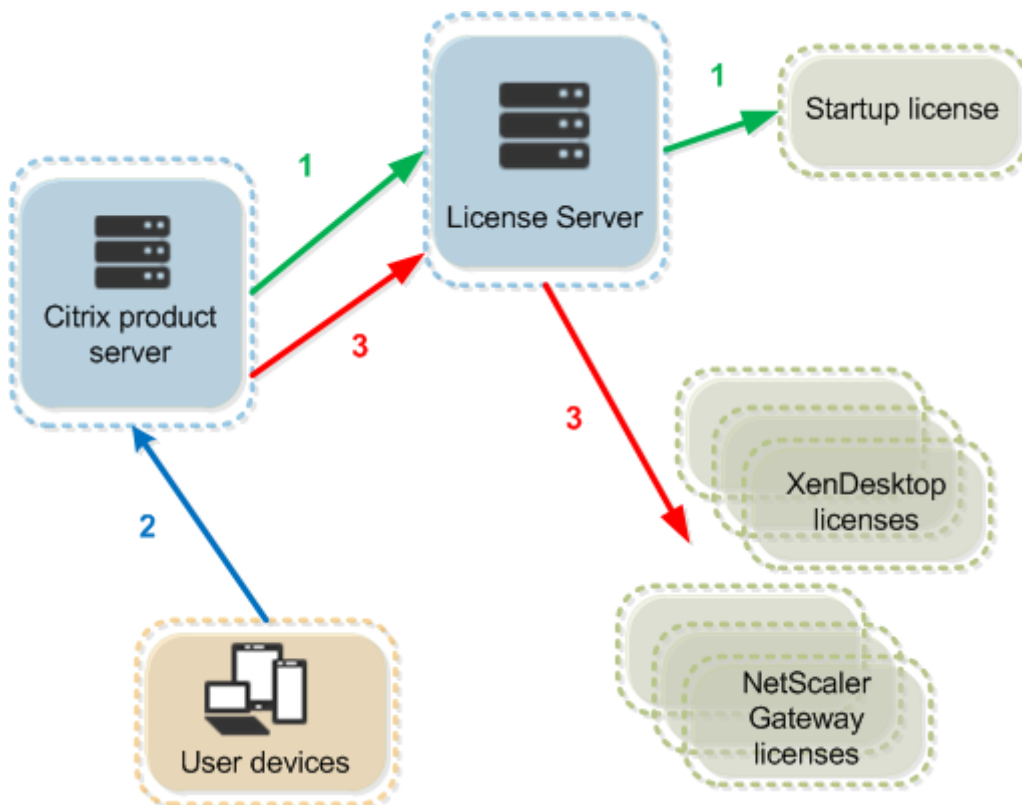 1
Startup license
1
License Server
Citrix product
server
3
3
XenDesktop
licenses
2
NetScaler
Gateway
licenses
User devices